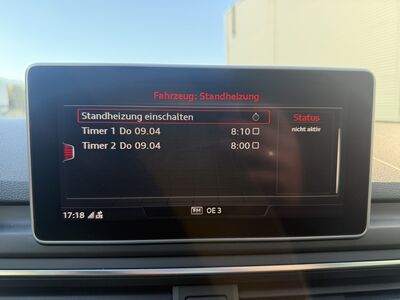 Fahrzeug: Standheizung
Standheizung einschalten
Status
Timer 1 Do 09.04 8:10
nicht aktiv
Timer 2 Do 09.04 8:00
17:18
FM OE 3